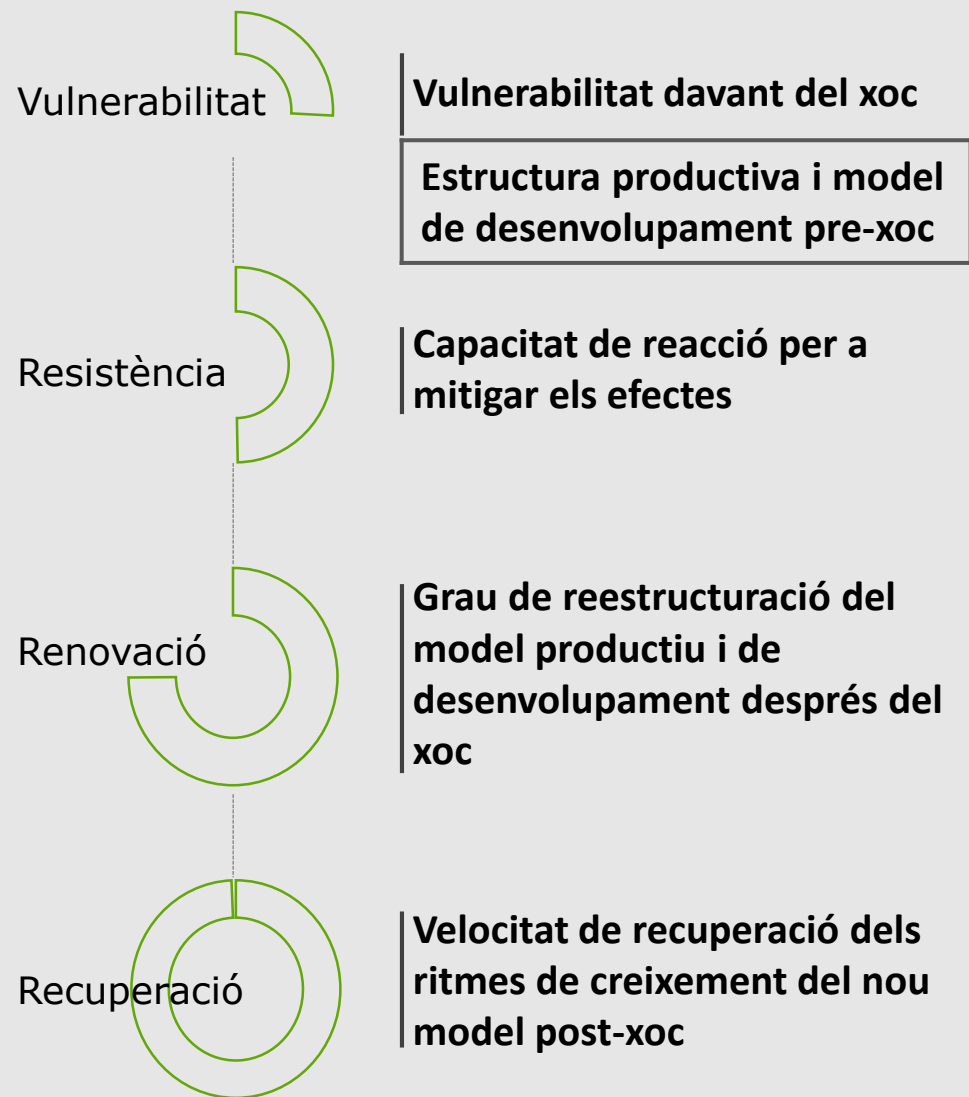 Vulnerabilitat
Vulnerabilitat davant del xoc
Estructura productiva i model
de desenvolupament pre-xoc
Resistència
Capacitat de reacció per a
mitigar els efectes
Renovació
Grau de reestructuració del
model productiu i de
desenvolupament després del
xoc
Recuperació
Velocitat de recuperació dels
ritmes de creixement del nou
model post-xoc